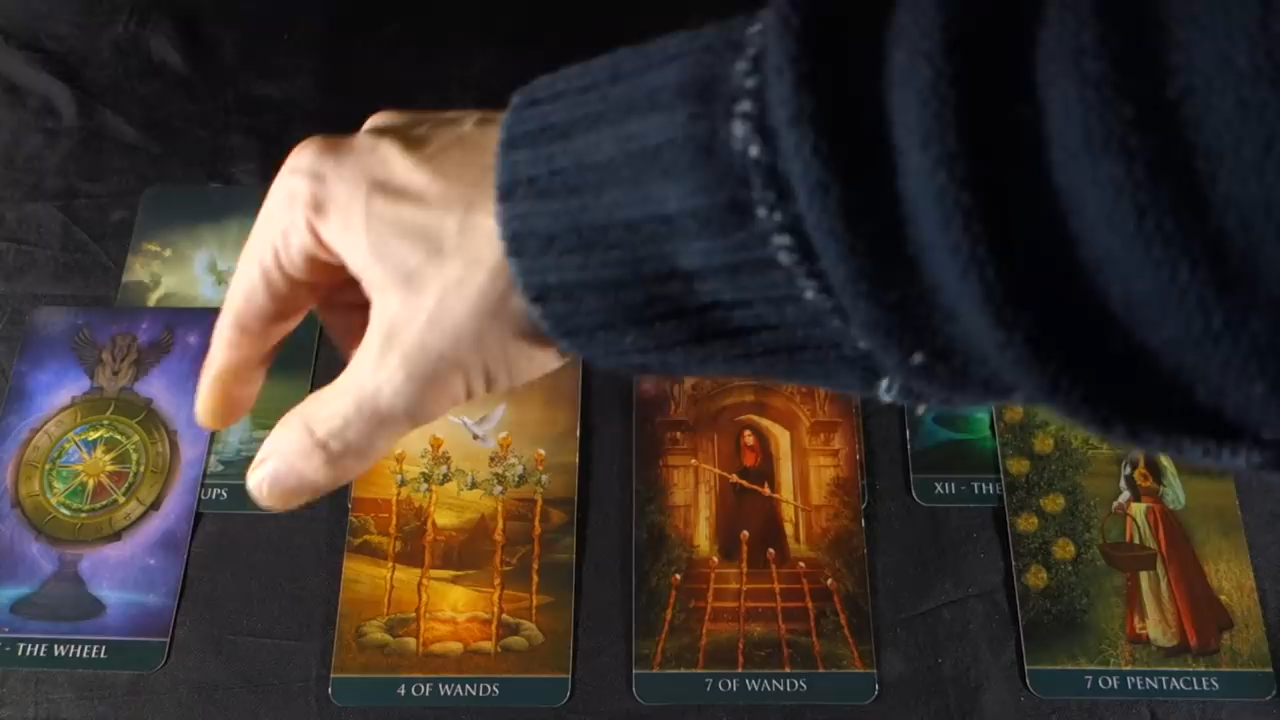 UPS
XII - THE
- THE WHEEL
4 OF WANDS
7 OF WANDS
7 OF PENTACLES